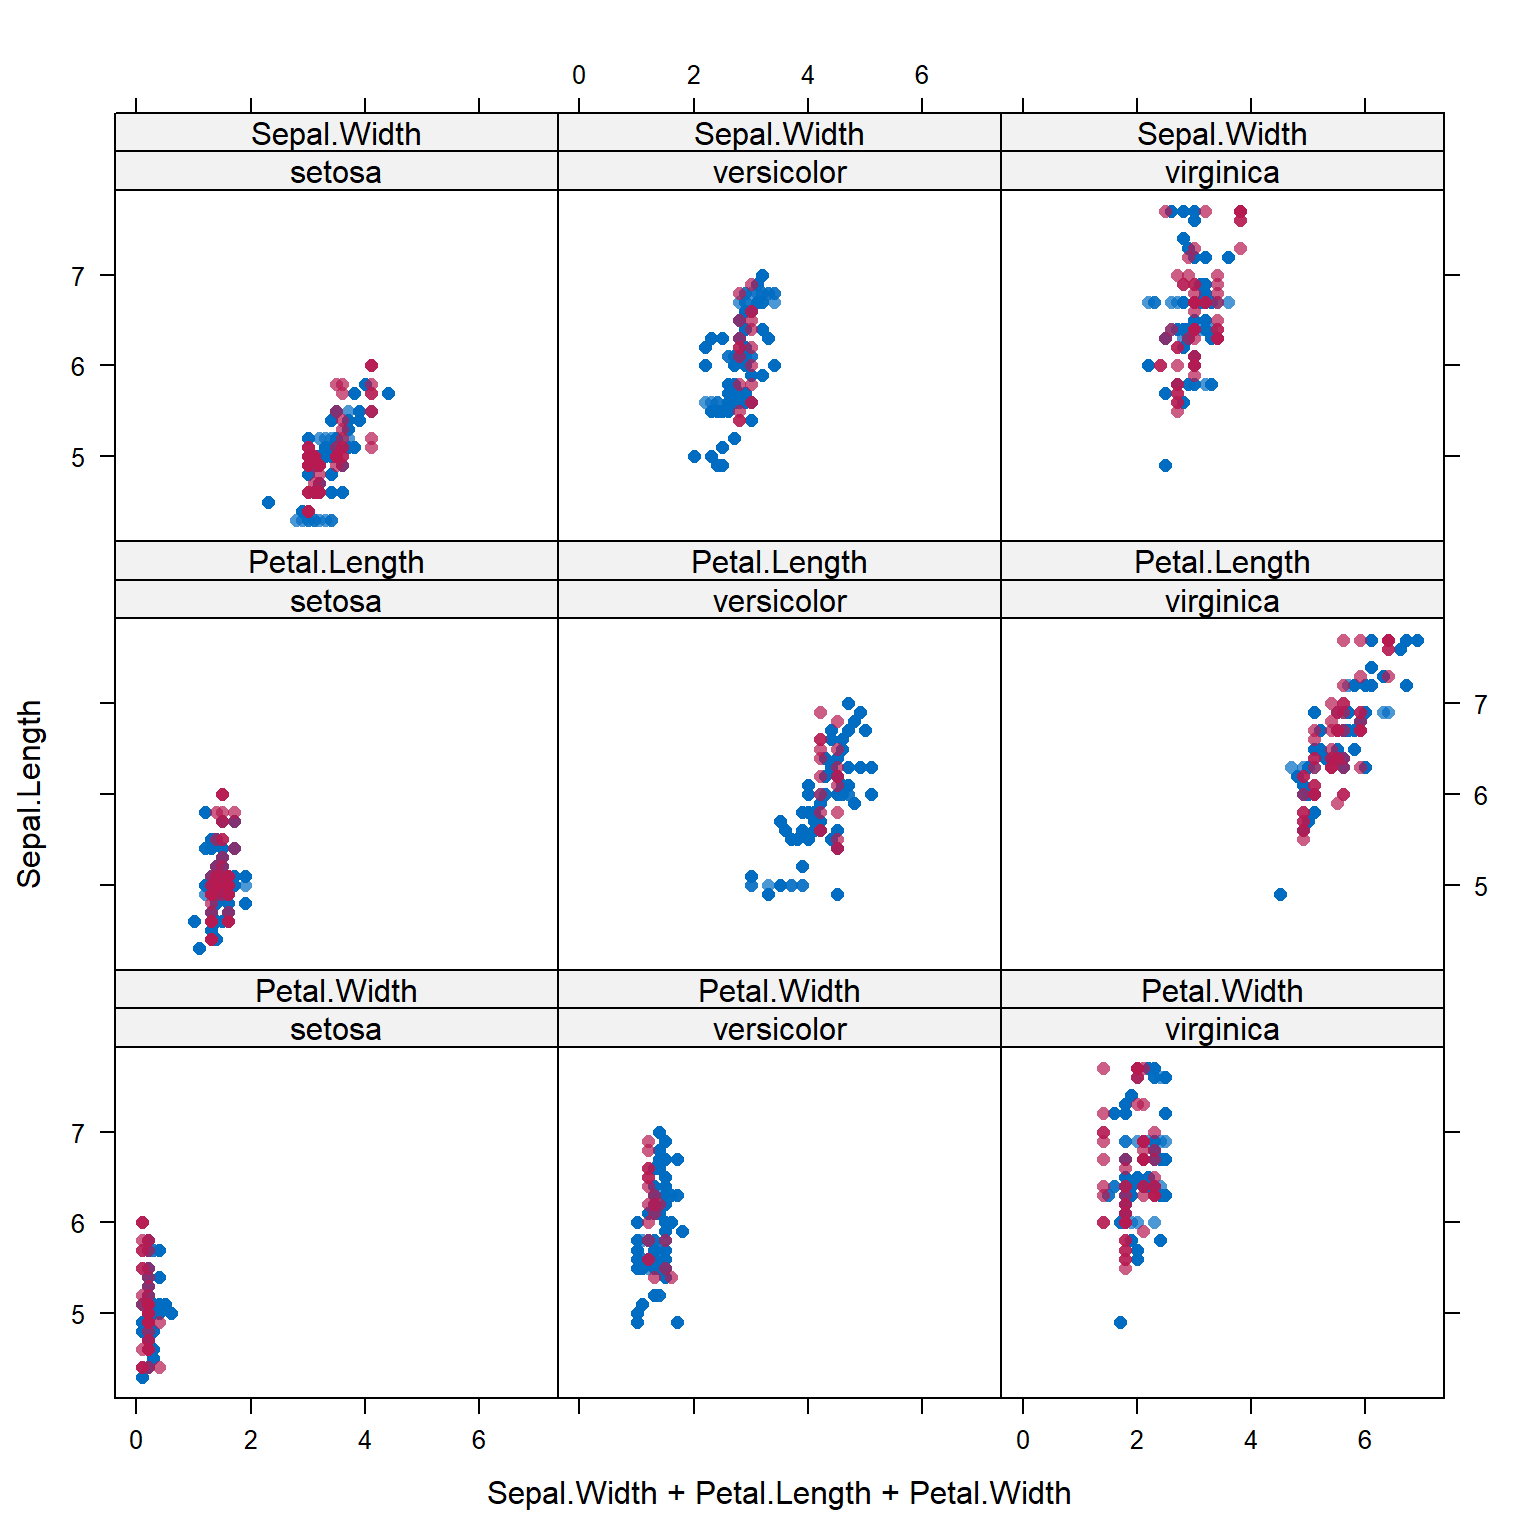 0 2 4 6
Sepal.Width Sepal.Width Sepal.Width
setosa versicolor virginica
7
6
5
Petal.Length Petal.Length Petal.Length
setosa versicolor virginica
7
6
5
Sepal.Length
Petal.Width Petal.Width Petal.Width
setosa versicolor virginica
7
6
5
0 2 4 6 0 2 4 6
Sepal.Width + Petal.Length + Petal.Width